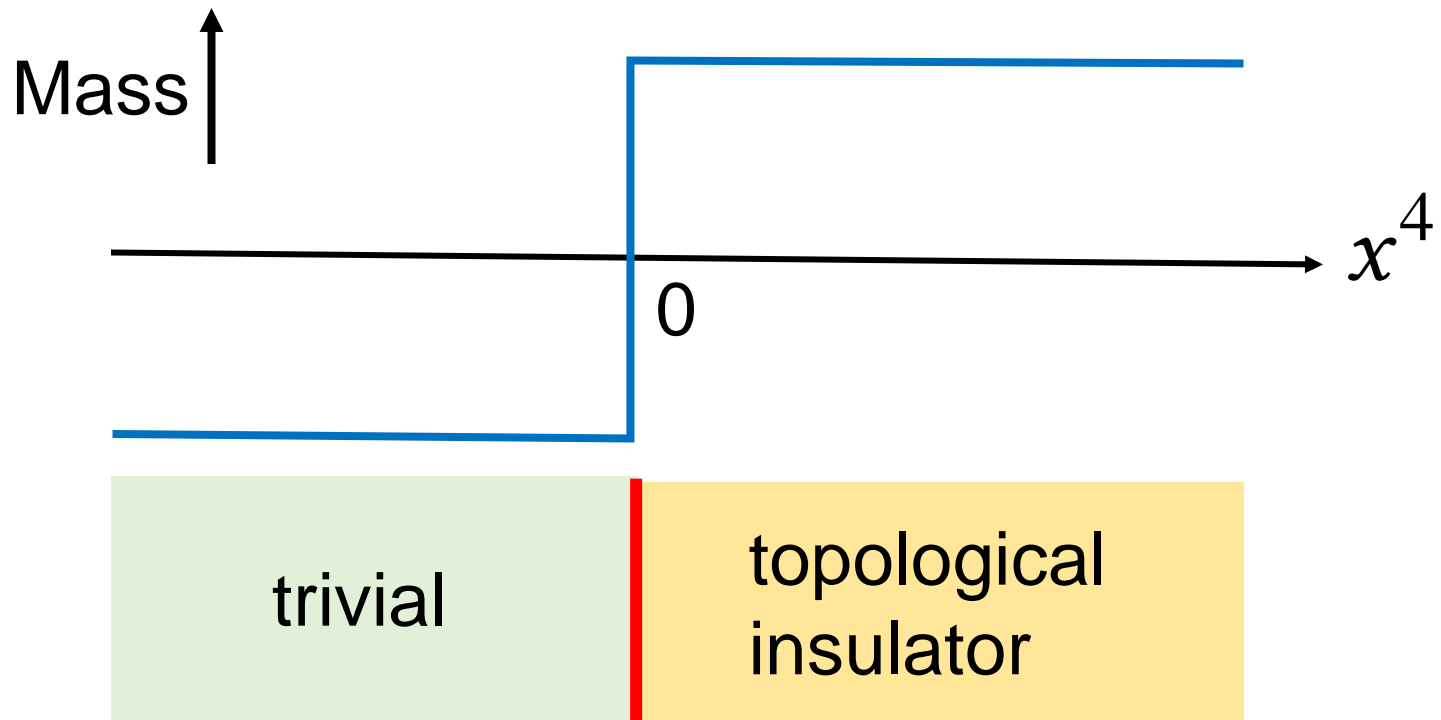 Mass
x⁴
0
trivial
topological
insulator